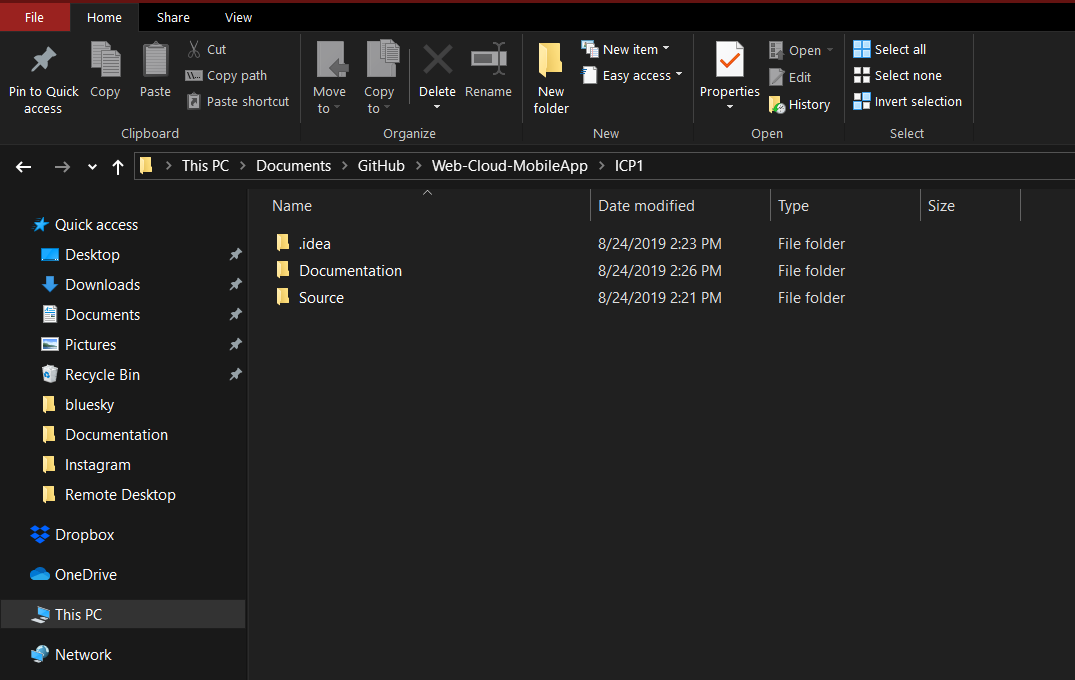 File Home Share View
Pin to Quick access
Copy
Paste
Cut
Copy path
Paste shortcut
Clipboard
Move to
Copy to
Delete
Rename
Organize
New folder
New item
Easy access
New
Properties
Open
Edit
History
Open
Select all
Select none
Invert selection
Select
This PC > Documents > GitHub > Web-Cloud-MobileApp > ICP1
Quick access
Desktop
Downloads
Documents
Pictures
Recycle Bin
bluesky
Documentation
Instagram
Remote Desktop
Dropbox
OneDrive
This PC
Network
Name Date modified Type Size
.idea 8/24/2019 2:23 PM File folder
Documentation 8/24/2019 2:26 PM File folder
Source 8/24/2019 2:21 PM File folder